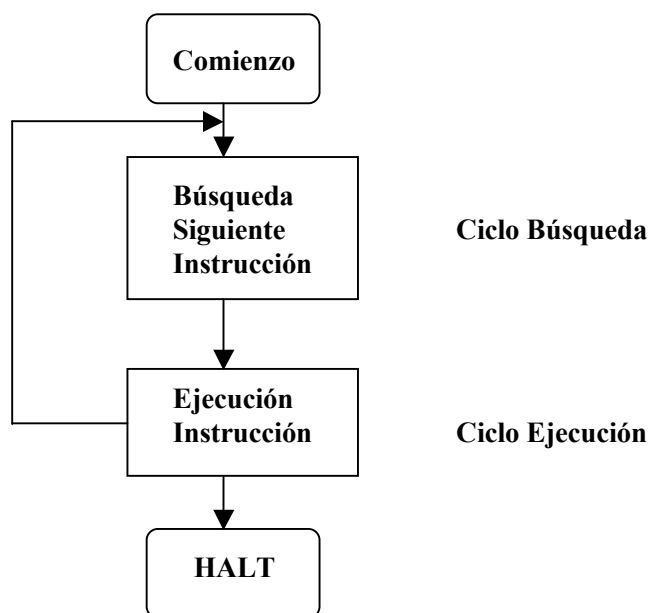 Comienzo
Búsqueda
Siguiente
Instrucción
Ciclo Búsqueda
Ejecución
Instrucción
Ciclo Ejecución
HALT